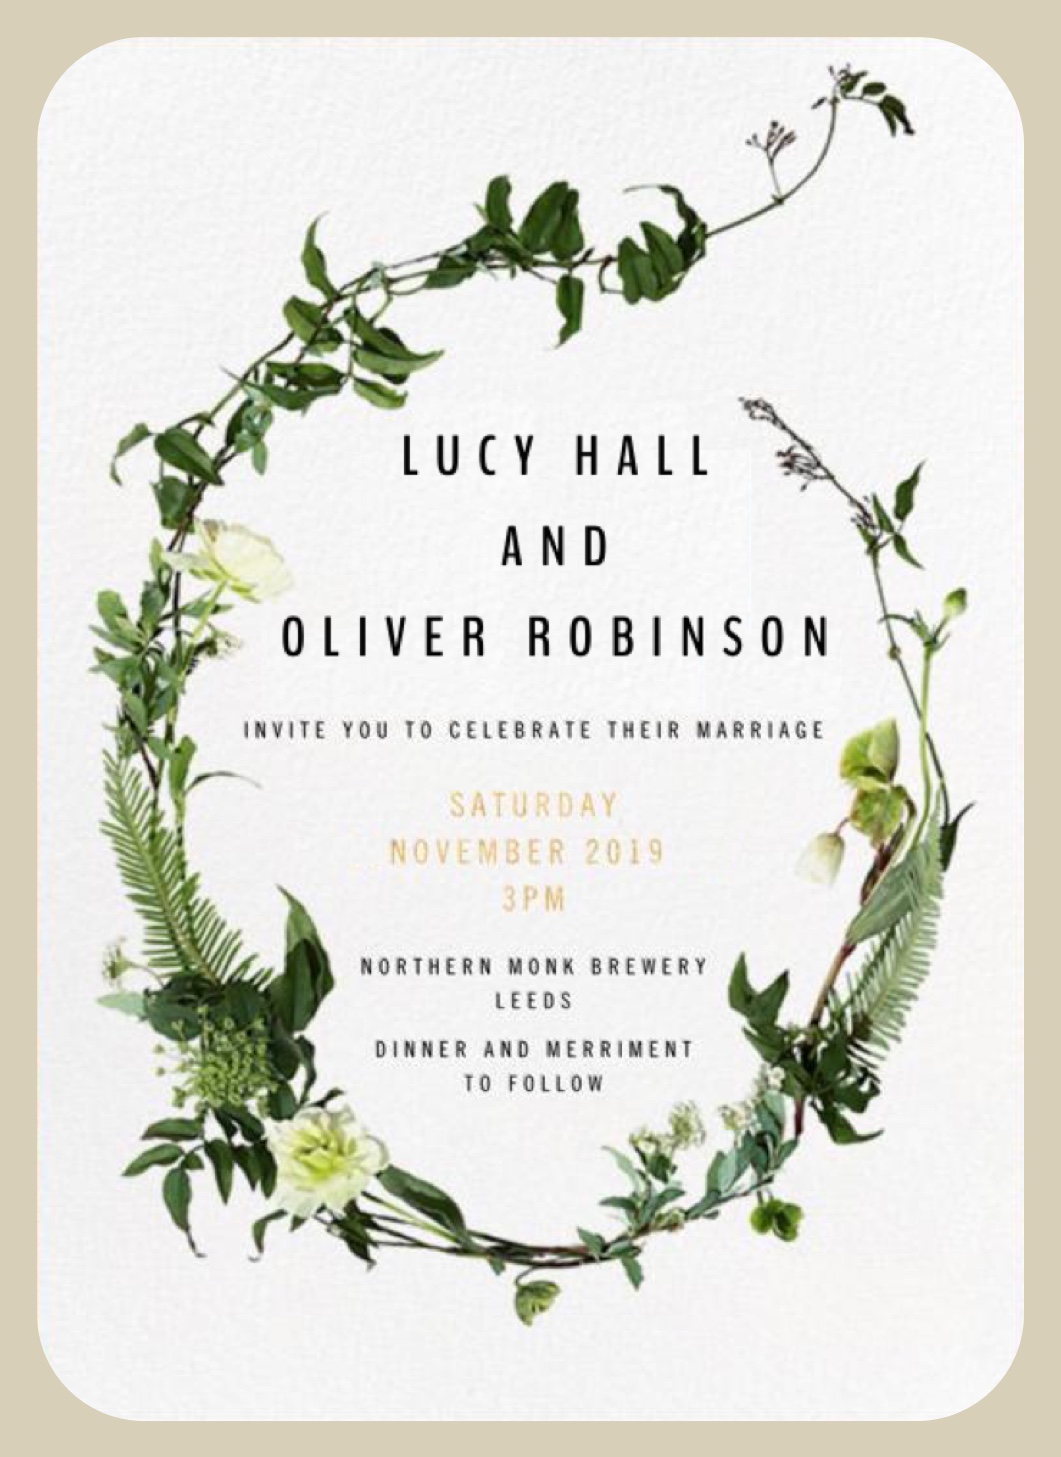 LUCY HALL
AND
OLIVER ROBINSON
INVITE YOU TO CELEBRATE THEIR MARRIAGE
SATURDAY
NOVEMBER 2019
3PM
NORTHERN MONK BREWERY
LEEDS
DINNER AND MERRIMENT
TO FOLLOW